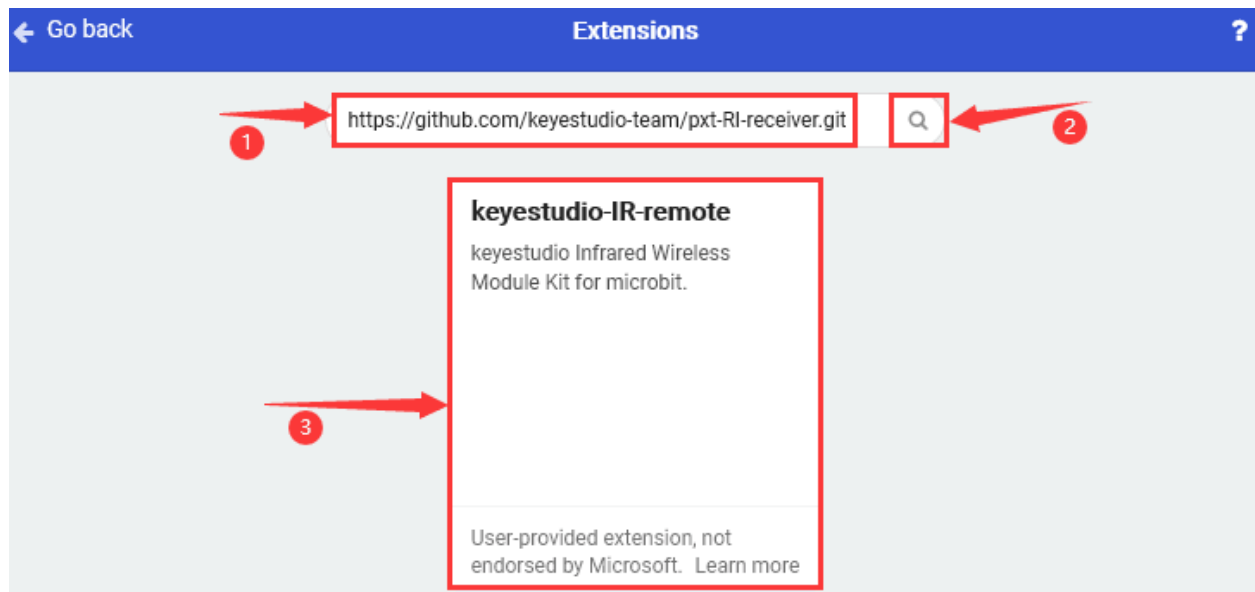 Go back
Extensions
?
https://github.com/keyestudio-team/pxt-RI-receiver.git
1
2
keyestudio-IR-remote
keyestudio Infrared Wireless
Module Kit for microbit.
3
User-provided extension, not
endorsed by Microsoft. Learn more